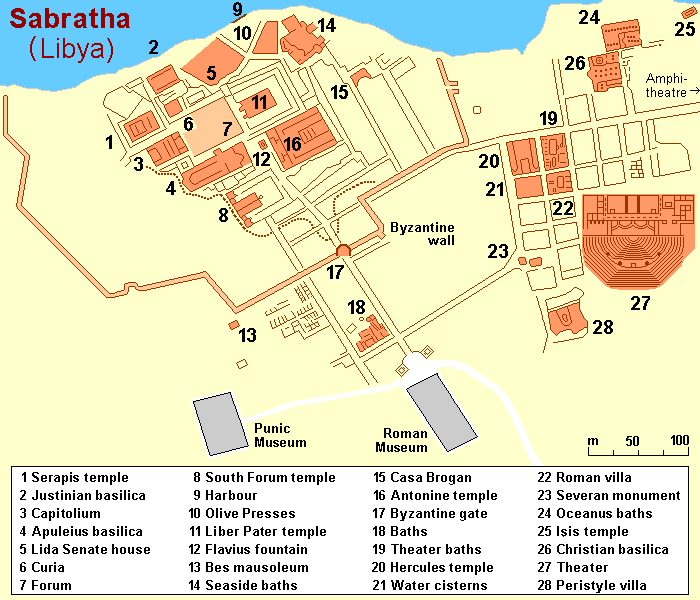 Sabratha
(Libya)
9
10
14
24
25
2
5
26
Amphi-
theatre →
15
11
6
7
1
19
3
12
16
20
4
21
22
8
Byzantine
wall
23
17
27
18
13
28
Punic
Museum
Roman
Museum
m 50 100
1 Serapis temple
2 Justinian basilica
3 Capitolium
4 Apuleius basilica
5 Lida Senate house
6 Curia
7 Forum
8 South Forum temple
9 Harbour
10 Olive Presses
11 Liber Pater temple
12 Flavius fountain
13 Bes mausoleum
14 Seaside baths
15 Casa Brogan
16 Antonine temple
17 Byzantine gate
18 Baths
19 Theater baths
20 Hercules temple
21 Water cisterns
22 Roman villa
23 Severan monument
24 Oceanus baths
25 Isis temple
26 Christian basilica
27 Theater
28 Peristyle villa